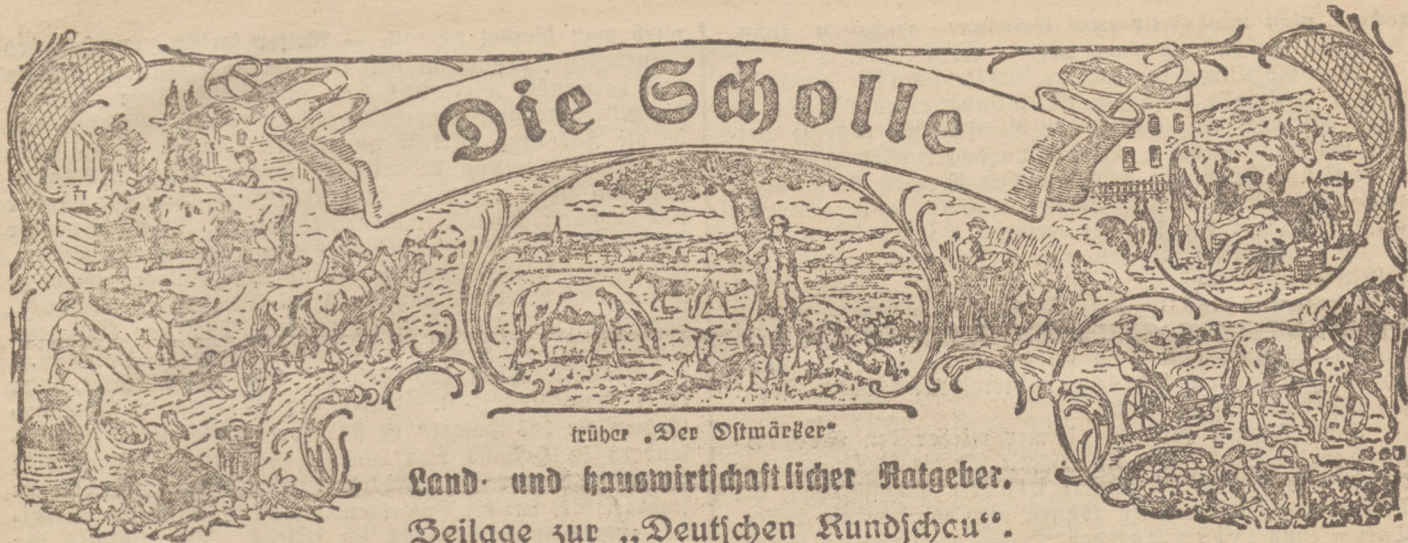 Die Scholle
früher „Der Ostmärker“
Land- und hauswirtschaftlicher Ratgeber.
Beilage zur „Deutschen Rundschau“.